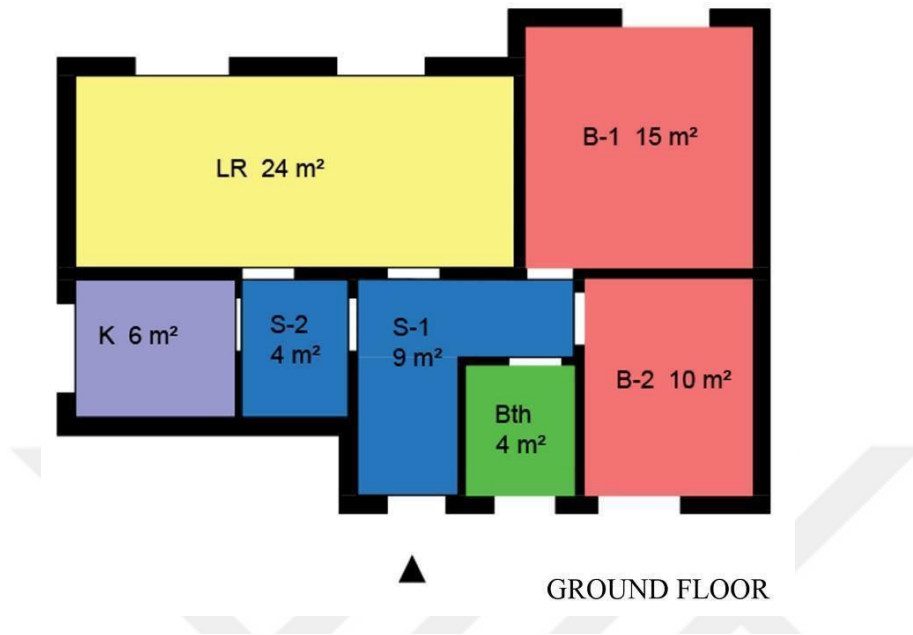 B-1 15 m²
LR 24 m²
K 6 m²
S-2
4 m²
S-1
9 m²
B-2 10 m²
Bth
4 m²
GROUND FLOOR